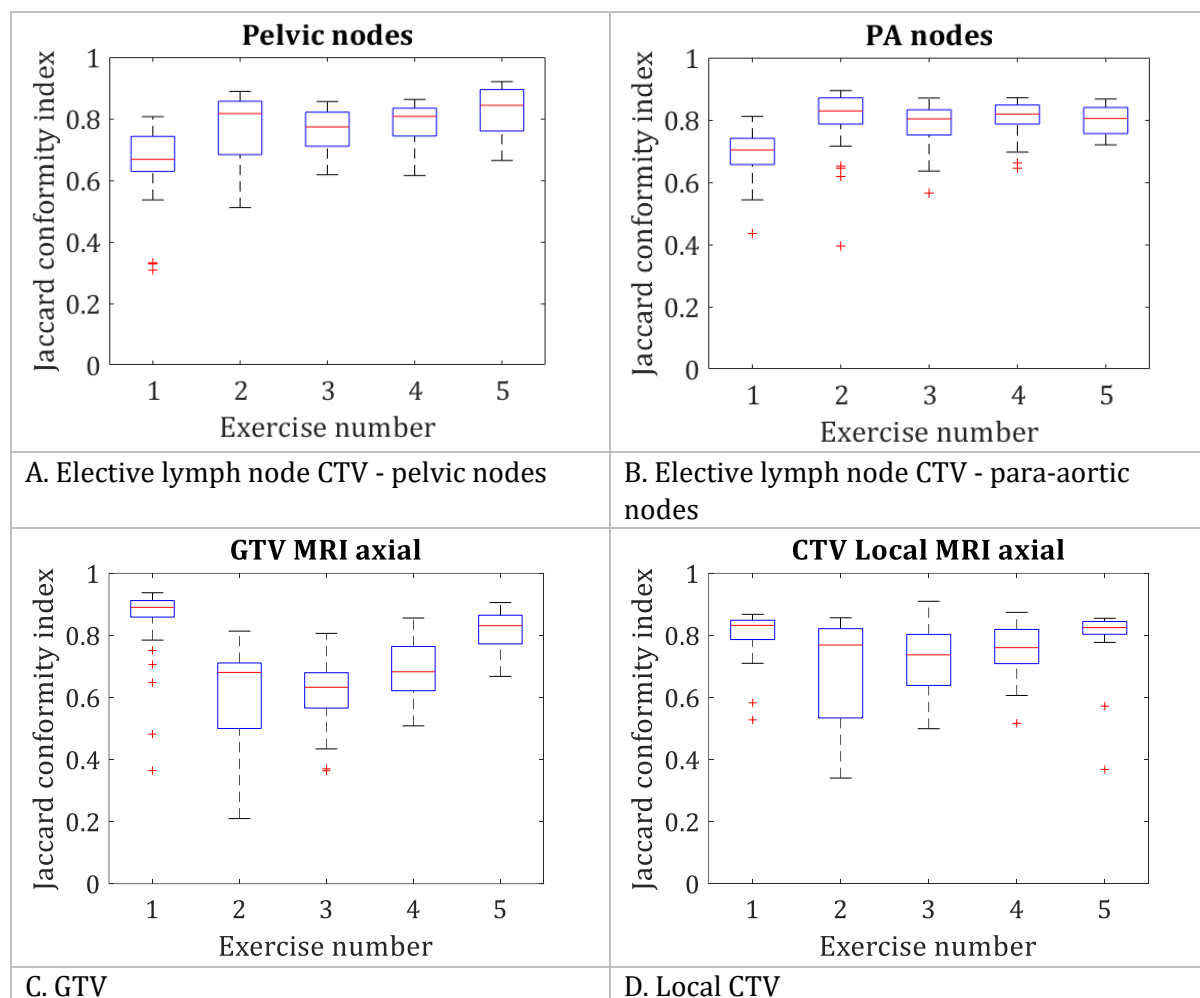 Pelvic nodes
Jaccard conformity index
1
0.8
0.6
0.4
0.2
0
1 2 3 4 5
Exercise number
A. Elective lymph node CTV - pelvic nodes
PA nodes
Jaccard conformity index
1
0.8
0.6
0.4
0.2
0
1 2 3 4 5
Exercise number
B. Elective lymph node CTV - para-aortic
nodes
GTV MRI axial
Jaccard conformity index
1
0.8
0.6
0.4
0.2
0
1 2 3 4 5
Exercise number
C. GTV
CTV Local MRI axial
Jaccard conformity index
1
0.8
0.6
0.4
0.2
0
1 2 3 4 5
Exercise number
D. Local CTV